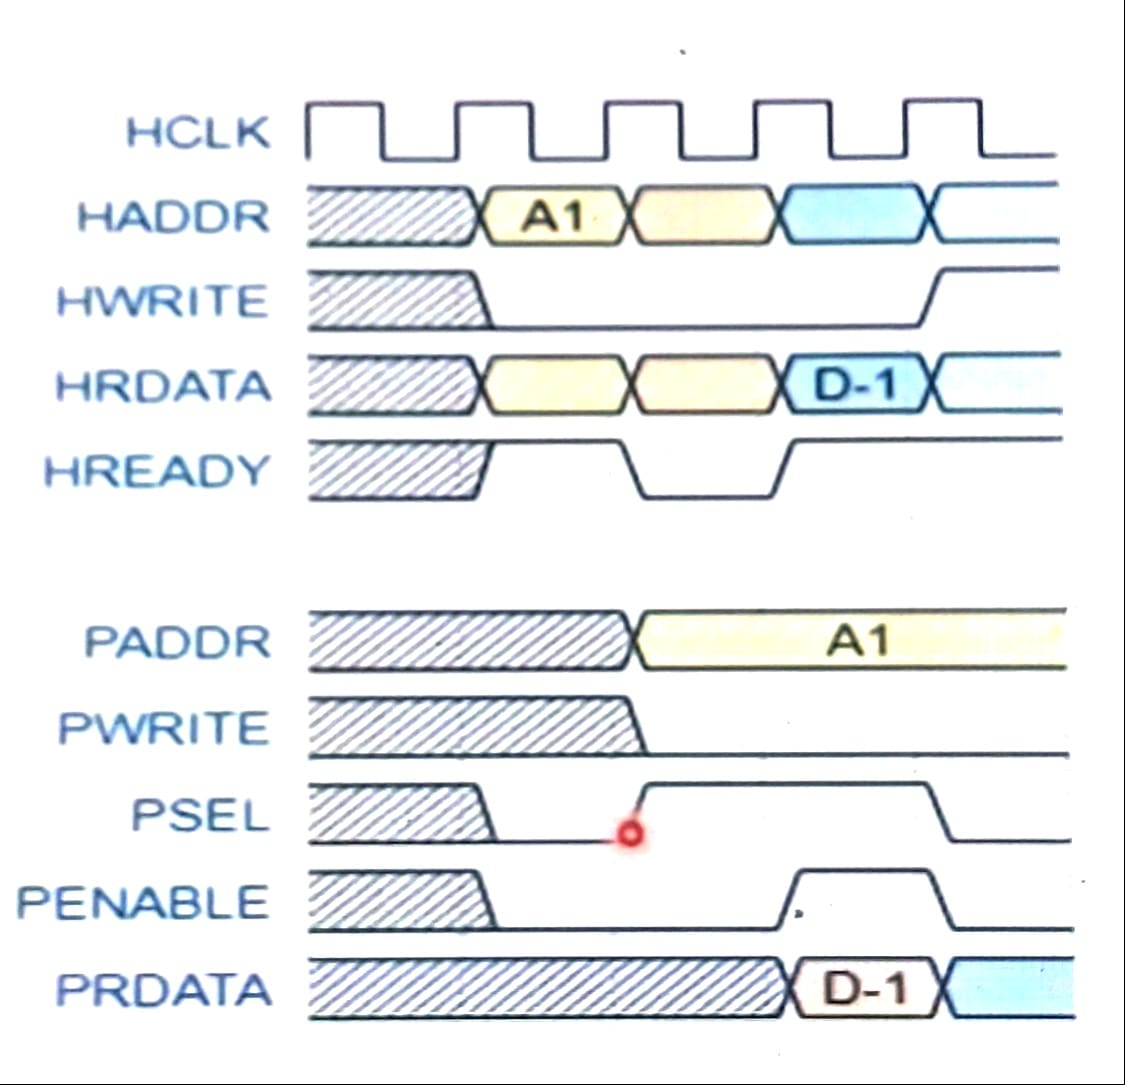 HCLK
HADDR A1
HWRITE
HRDATA D-1
HREADY
PADDR A1
PWRITE
PSEL
PENABLE
PRDATA D-1